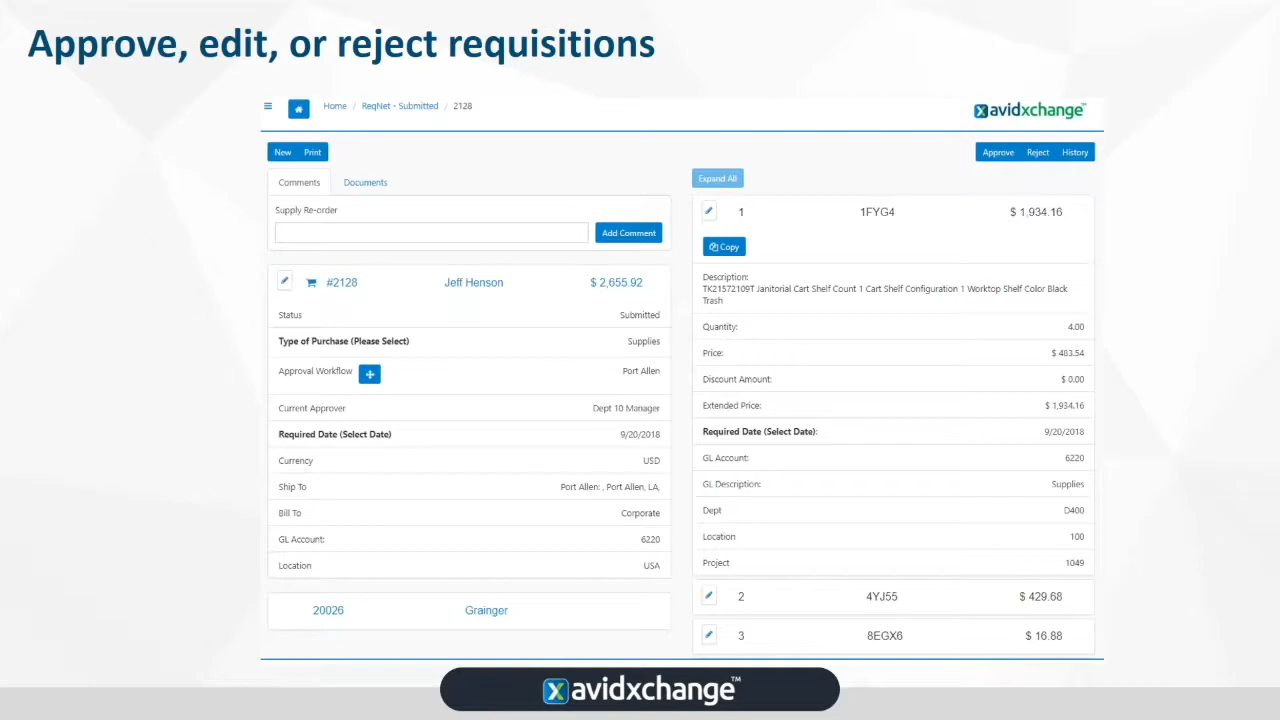 Approve, edit, or reject requisitions
Home / ReqNet - Submitted / 2128
avidxchange™
New Print
Approve Reject History
Comments Documents
Supply Re-order
Add Comment
#2128 Jeff Henson $ 2,655.92
Status Submitted
Type of Purchase (Please Select) Supplies
Approval Workflow Port Allen
Current Approver Dept 10 Manager
Required Date (Select Date) 9/20/2018
Currency USD
Ship To Port Allen: , Port Allen, LA,
Bill To Corporate
GL Account: 6220
Location USA
20026 Grainger
Expand All
1 1FYG4 $ 1,934.16
Copy
Description:
TK21572109T Janitorial Cart Shelf Count 1 Cart Shelf Configuration 1 Worktop Shelf Color Black
Trash
Quantity: 4.00
Price: $ 483.54
Discount Amount: $ 0.00
Extended Price: $ 1,934.16
Required Date (Select Date): 9/20/2018
GL Account: 6220
GL Description: Supplies
Dept D400
Location 100
Project 1049
2 4YJ55 $ 429.68
3 8EGX6 $ 16.88
avidxchange™